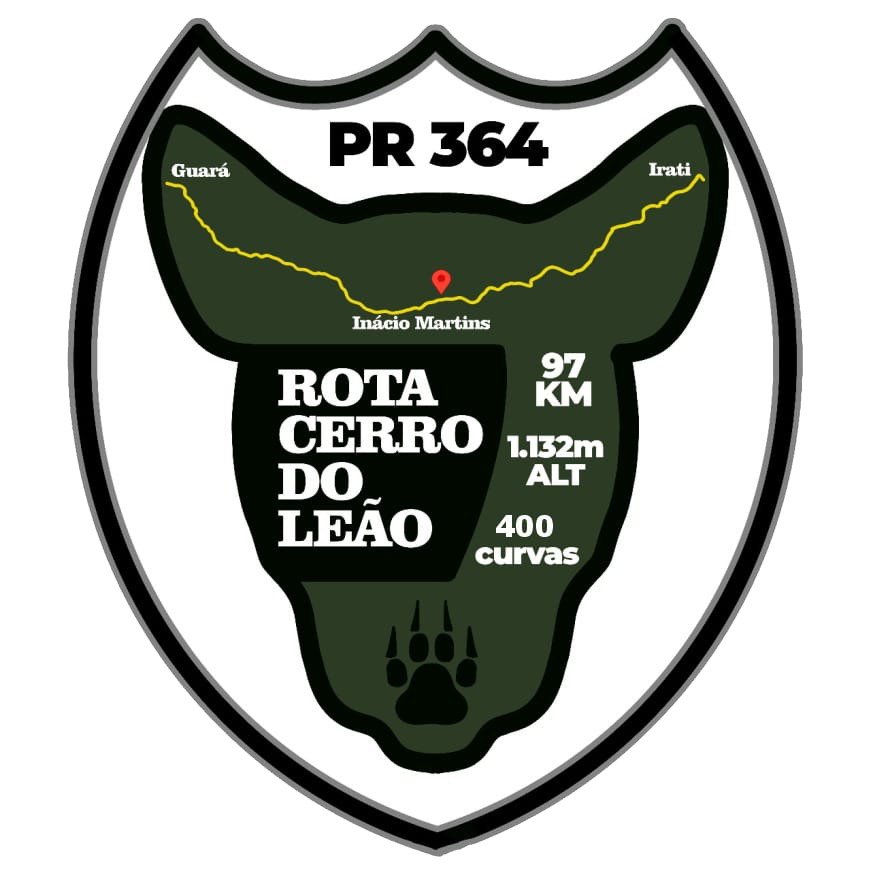 PR 364
Guará
Irati
Inácio Martins
ROTA
CERRO
DO
LEÃO
97
KM
1.132m
ALT
400
curvas